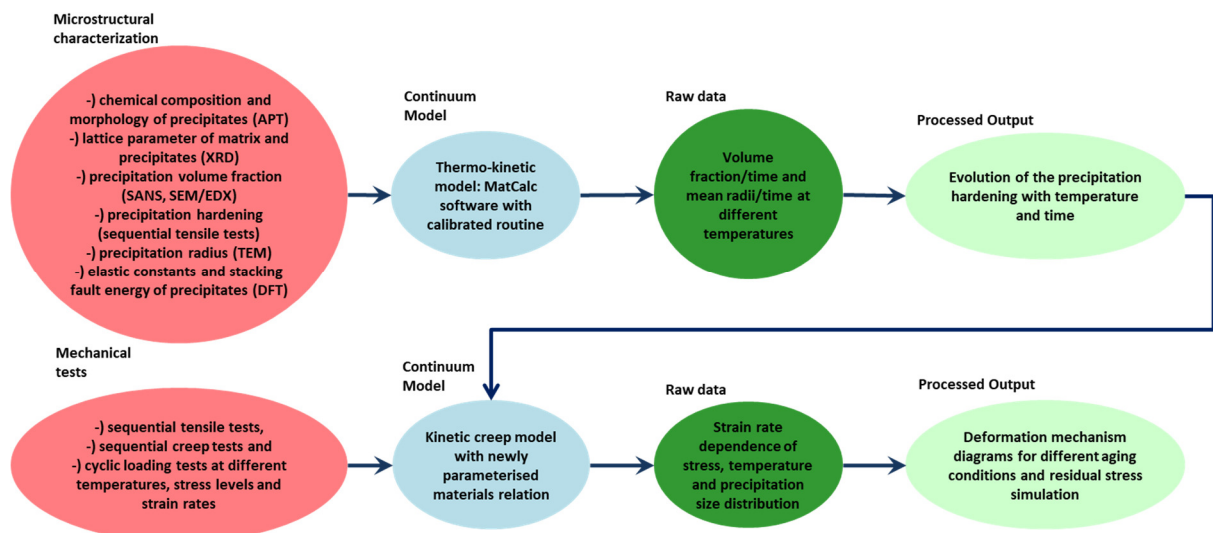 Microstructural
characterization
-) chemical composition and
morphology of precipitates (APT)
-) lattice parameter of matrix and
precipitates (XRD)
-) precipitation volume fraction
(SANS, SEM/EDX)
-) precipitation hardening
(sequential tensile tests)
-) precipitation radius (TEM)
-) elastic constants and stacking
fault energy of precipitates (DFT)
Continuum
Model
Thermo-kinetic
model: MatCalc
software with
calibrated routine
Raw data
Volume
fraction/time and
mean radii/time at
different
temperatures
Processed Output
Evolution of the precipitation
hardening with temperature
and time
Mechanical
tests
-) sequential tensile tests,
-) sequential creep tests and
-) cyclic loading tests at different
temperatures, stress levels and
strain rates
Continuum
Model
Kinetic creep model
with newly
parameterised
materials relation
Raw data
Strain rate
dependence of
stress, temperature
and precipitation
size distribution
Processed Output
Deformation mechanism
diagrams for different aging
conditions and residual stress
simulation